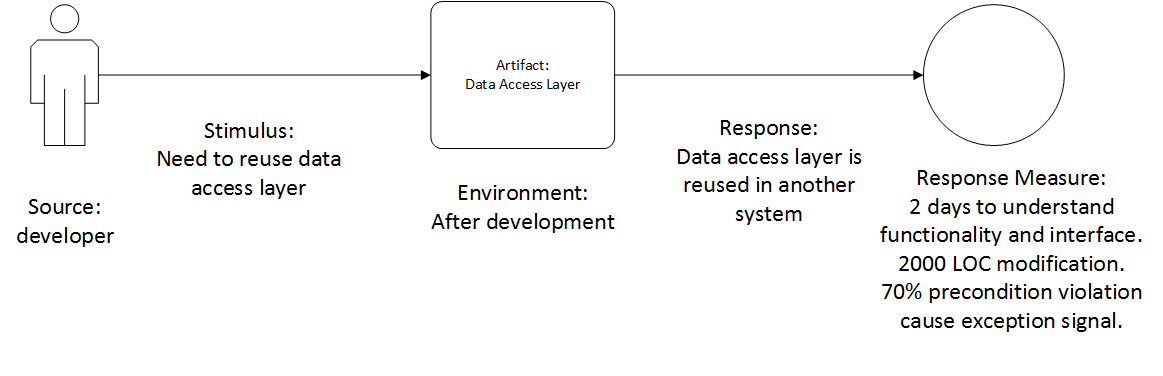 Source:
developer
Stimulus:
Need to reuse data
access layer
Artifact:
Data Access Layer
Environment:
After development
Response:
Data access layer is
reused in another
system
Response Measure:
2 days to understand
functionality and interface.
2000 LOC modification.
70% precondition violation
cause exception signal.